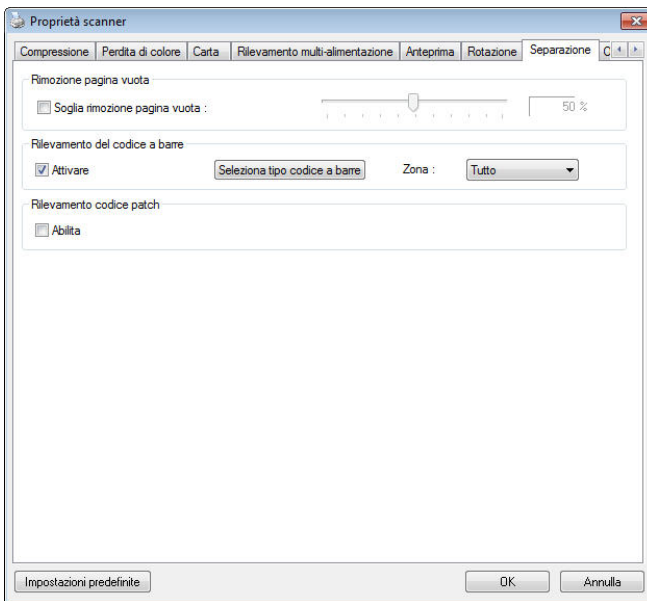 Proprietà scanner
Compressione Perdita di colore Carta Rilevamento multi-alimentazione Anteprima Rotazione Separazione C
Rimozione pagina vuota
Soglia rimozione pagina vuota : 50 %
Rilevamento del codice a barre
Attivare Seleziona tipo codice a barre Zona : Tutto
Rilevamento codice patch
Abilita
Impostazioni predefinite OK Annulla